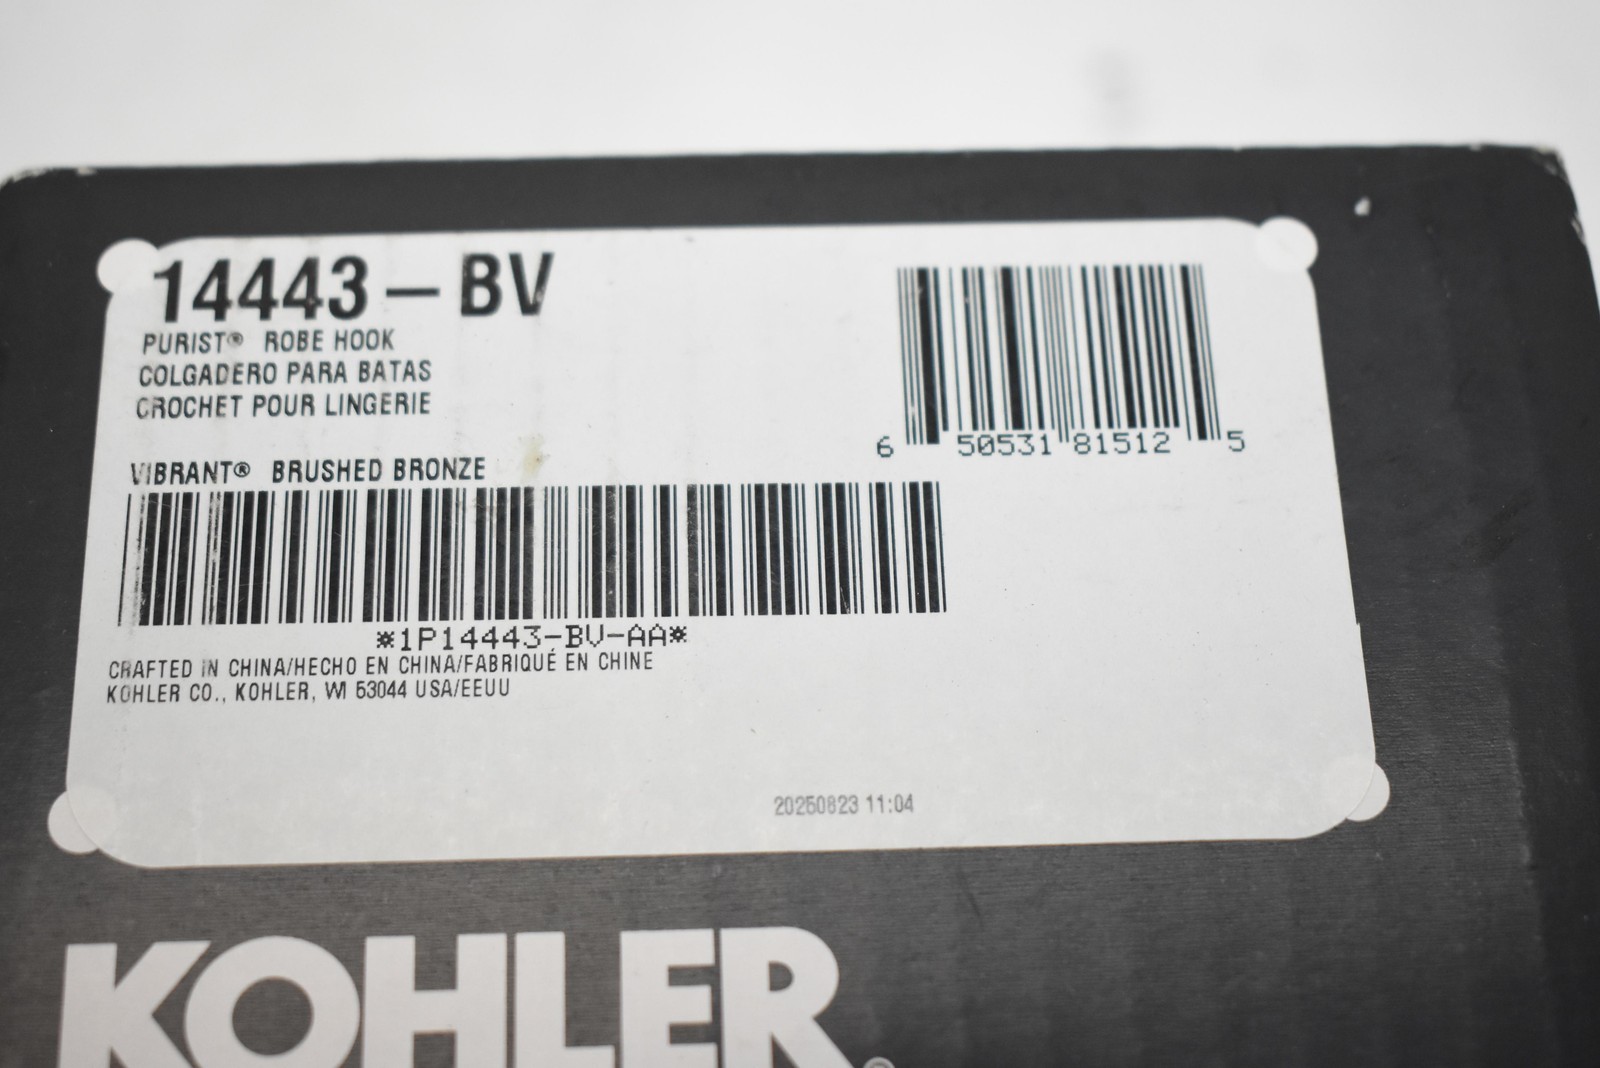 14443-BV
PURIST® ROBE HOOK
COLGADERO PARA BATAS
CROCHET POUR LINGERIE
VIBRANT® BRUSHED BRONZE
6 50531 81512 5
*1P14443-BV-AA*
CRAFTED IN CHINA/HECHO EN CHINA/FABRIQUÉ EN CHINE
KOHLER CO., KOHLER, WI 53044 USA/EEUU
20250823 11:04
KOHLER®